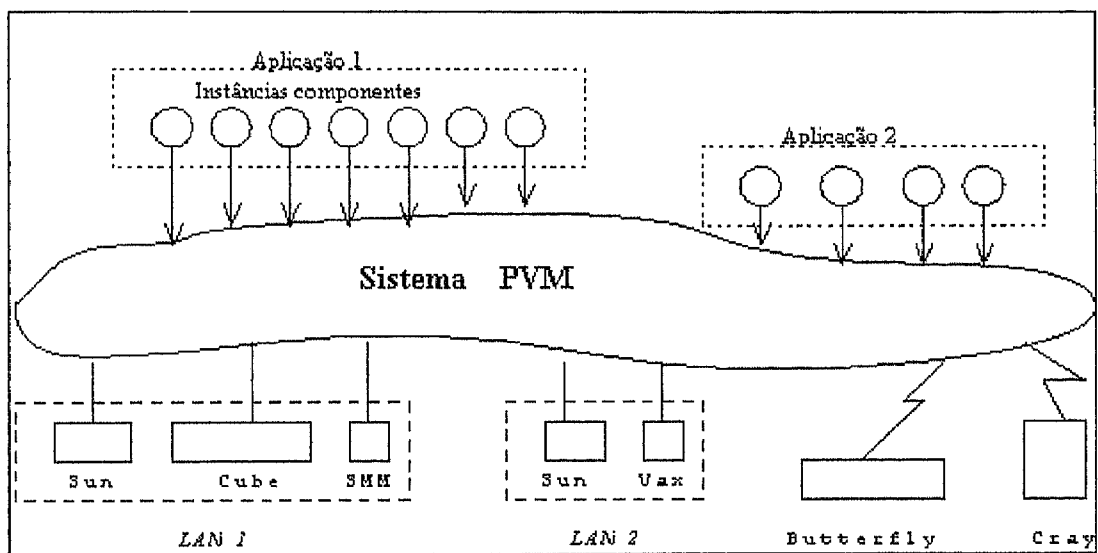 Aplicação 1
Instâncias componentes
Aplicação 2
Sistema PVM
Sun
Cube
SMM
Sun
Vax
LAN 1
LAN 2
Butterfly
Cray